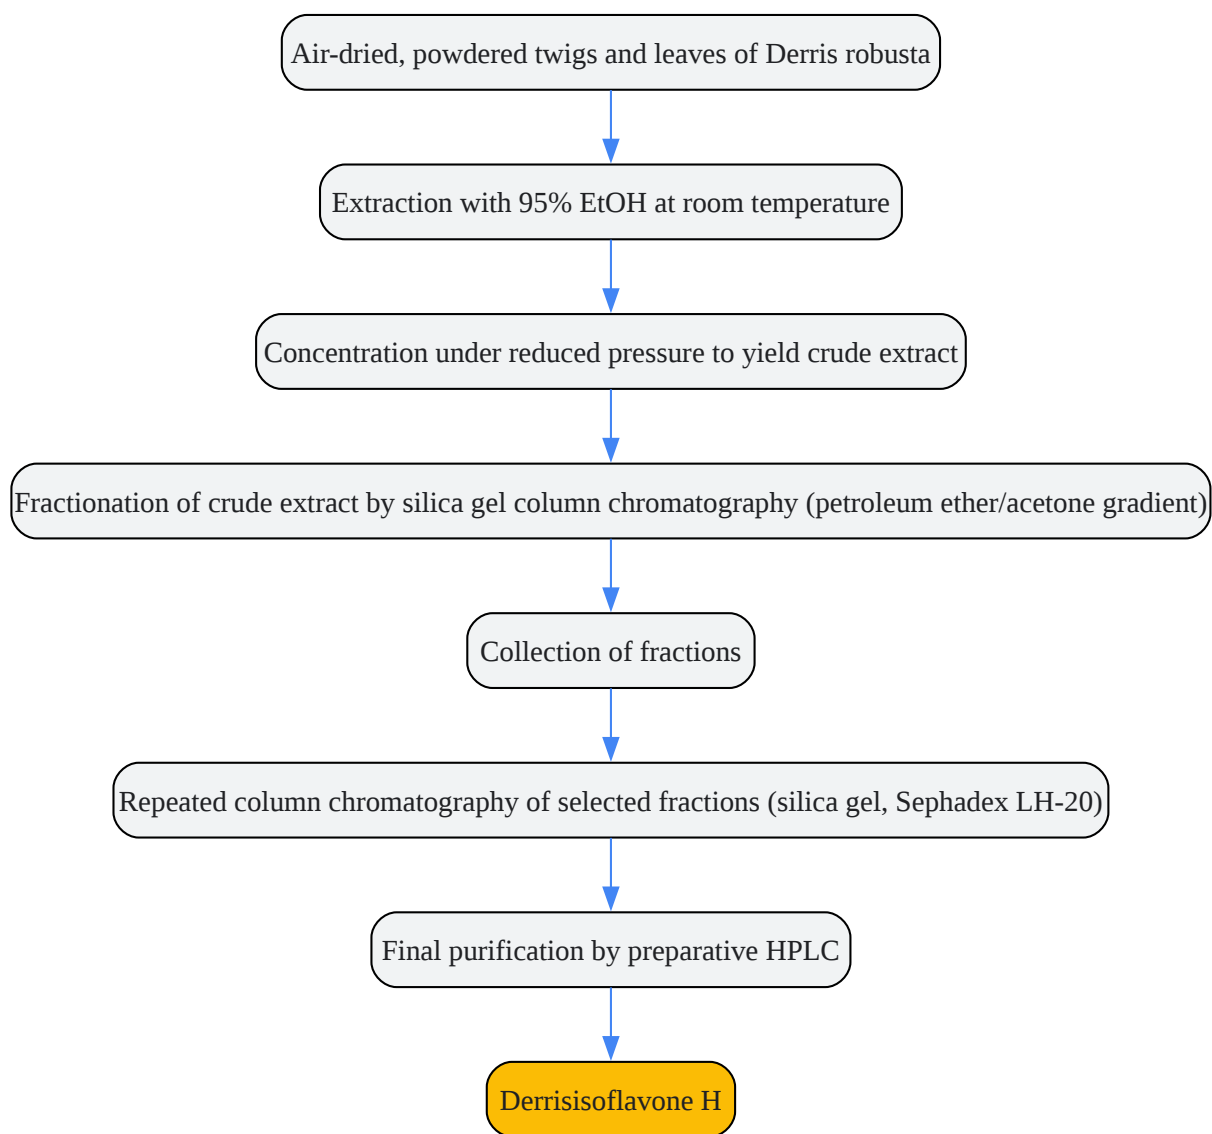 Air-dried, powdered twigs and leaves of Derris robusta
Extraction with 95% EtOH at room temperature
Concentration under reduced pressure to yield crude extract
Fractionation of crude extract by silica gel column chromatography (petroleum ether/acetone gradient)
Collection of fractions
Repeated column chromatography of selected fractions (silica gel, Sephadex LH-20)
Final purification by preparative HPLC
Derrisisoflavone H